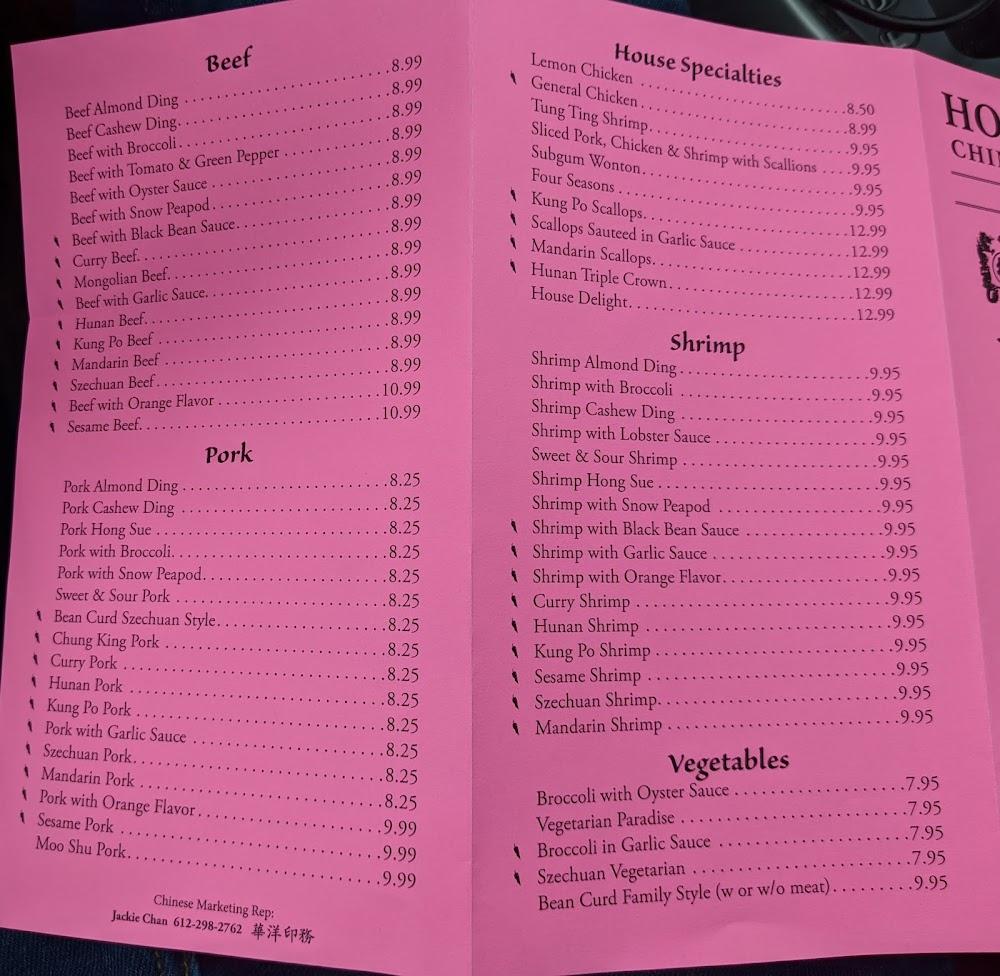 Beef
Beef Almond Ding ..................8.99
Beef Cashew Ding..................8.99
Beef with Broccoli..................8.99
Beef with Tomato & Green Pepper ..........8.99
Beef with Oyster Sauce ................8.99
Beef with Snow Peapod................8.99
Beef with Black Bean Sauce..............8.99
Curry Beef........................8.99
Mongolian Beef.....................8.99
Beef with Garlic Sauce.................8.99
Hunan Beef.......................8.99
Kung Po Beef ......................8.99
Mandarin Beef .....................8.99
Szechuan Beef.....................8.99
Beef with Orange Flavor ...............10.99
Sesame Beef.......................10.99
Pork
Pork Almond Ding ...................8.25
Pork Cashew Ding ...................8.25
Pork Hong Sue .....................8.25
Pork with Broccoli...................8.25
Pork with Snow Peapod................8.25
Sweet & Sour Pork ...................8.25
Bean Curd Szechuan Style...............8.25
Chung King Pork ....................8.25
Curry Pork ........................8.25
Hunan Pork .......................8.25
Kung Po Pork ......................8.25
Pork with Garlic Sauce ................8.25
Szechuan Pork......................8.25
Mandarin Pork .....................8.25
Pork with Orange Flavor................9.99
Sesame Pork .......................9.99
Moo Shu Pork......................9.99
Chinese Marketing Rep:
Jackie Chan 612-298-2762 華洋印務
House Specialties
Lemon Chicken .....................8.50
General Chicken ....................8.99
Tung Ting Shrimp....................9.95
Sliced Pork, Chicken & Shrimp with Scallions ....9.95
Subgum Wonton.....................9.95
Four Seasons .......................9.95
Kung Po Scallops....................12.99
Scallops Sauteed in Garlic Sauce ...........12.99
Mandarin Scallops...................12.99
Hunan Triple Crown..................12.99
House Delight......................12.99
Shrimp
Shrimp Almond Ding .................9.95
Shrimp with Broccoli .................9.95
Shrimp Cashew Ding .................9.95
Shrimp with Lobster Sauce ..............9.95
Sweet & Sour Shrimp .................9.95
Shrimp Hong Sue ....................9.95
Shrimp with Snow Peapod ..............9.95
Shrimp with Black Bean Sauce ............9.95
Shrimp with Garlic Sauce ...............9.95
Shrimp with Orange Flavor..............9.95
Curry Shrimp ......................9.95
Hunan Shrimp ......................9.95
Kung Po Shrimp .....................9.95
Sesame Shrimp .....................9.95
Szechuan Shrimp....................9.95
Mandarin Shrimp ....................9.95
Vegetables
Broccoli with Oyster Sauce ..............7.95
Vegetarian Paradise ..................7.95
Broccoli in Garlic Sauce ................7.95
Szechuan Vegetarian .................7.95
Bean Curd Family Style (w or w/o meat).........9.95
HO
CHI